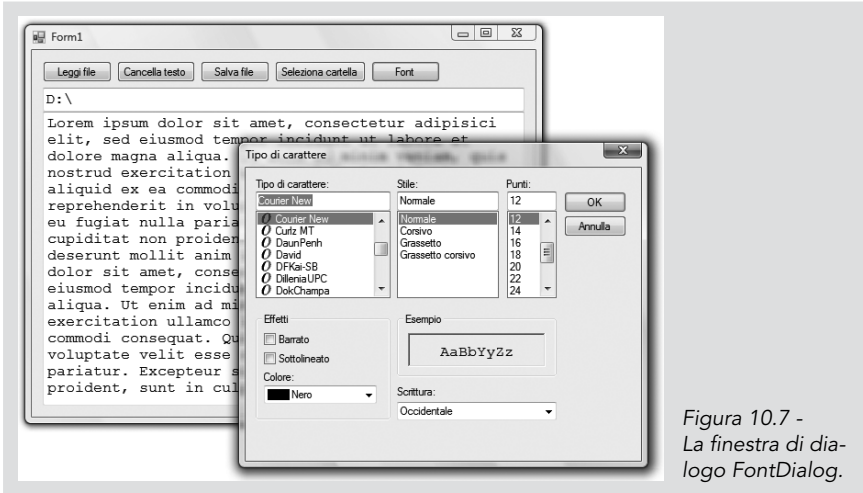 Form1
Leggi file Cancella testo Salva file Seleziona cartella Font
D:\
Lorem ipsum dolor sit amet, consectetur adipisici
elit, sed eiusmod tempor incidunt ut labore et
dolore magna aliqua.
nostrud exercitation
aliquid ex ea commodi
reprehenderit in volu
eu fugiat nulla paria
cupiditat non proiden
deserunt mollit anim
dolor sit amet, conse
eiusmod tempor incidu
aliqua. Ut enim ad mi
exercitation ullamco
commodi consequat. Qu
voluptate velit esse
pariatur. Excepteur s
proident, sunt in cul
Tipo di carattere
Tipo di carattere:
Courier New
Courier New
Curlz MT
DaunPenh
David
DFKai-SB
DilleniaUPC
DokChampa
Stile:
Normale
Normale
Corsivo
Grassetto
Grassetto corsivo
Punti:
12
12
14
16
18
20
22
24
OK
Annulla
Effetti
Barrato
Sottolineato
Colore:
Nero
Esempio
AaBbYyZz
Scrittura:
Occidentale
Figura 10.7 -
La finestra di dia-
logo FontDialog.